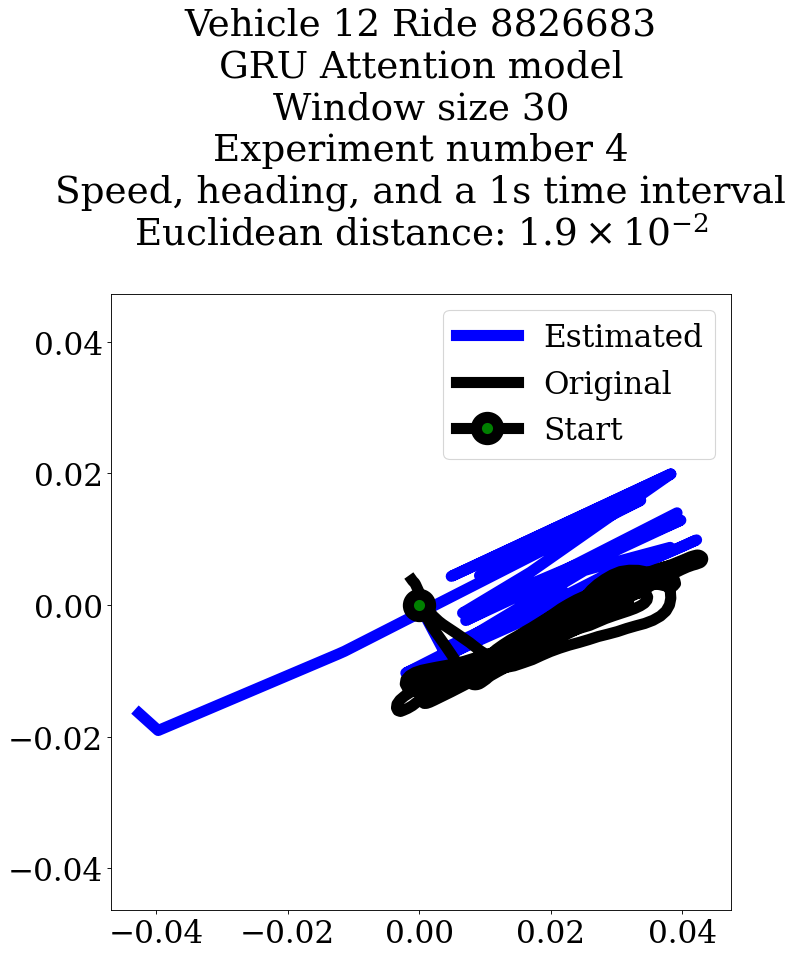 Vehicle 12 Ride 8826683
GRU Attention model
Window size 30
Experiment number 4
Speed, heading, and a 1s time interval
Euclidean distance: 1.9 × 10⁻²
Estimated
Original
Start
0.04
0.02
0.00
−0.02
−0.04
−0.04 −0.02 0.00 0.02 0.04